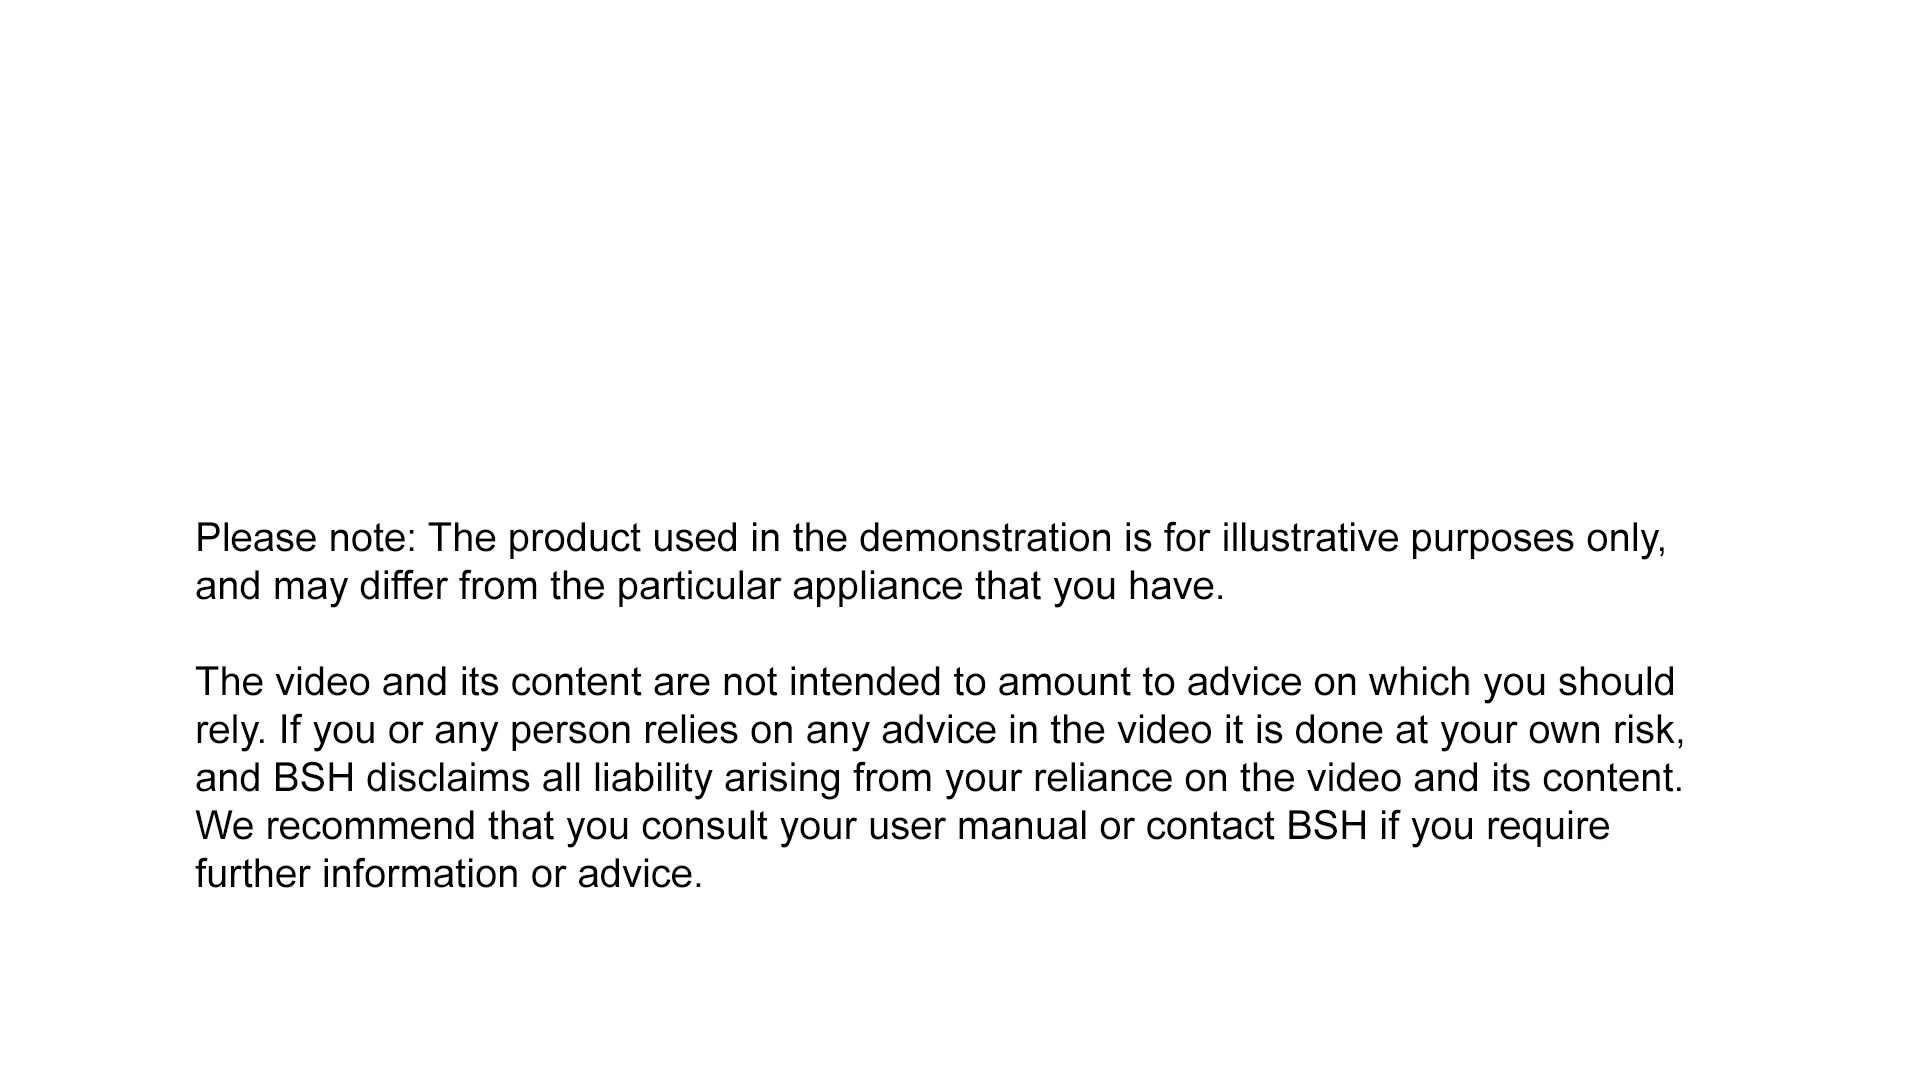 Please note: The product used in the demonstration is for illustrative purposes only,
and may differ from the particular appliance that you have.
The video and its content are not intended to amount to advice on which you should
rely. If you or any person relies on any advice in the video it is done at your own risk,
and BSH disclaims all liability arising from your reliance on the video and its content.
We recommend that you consult your user manual or contact BSH if you require
further information or advice.